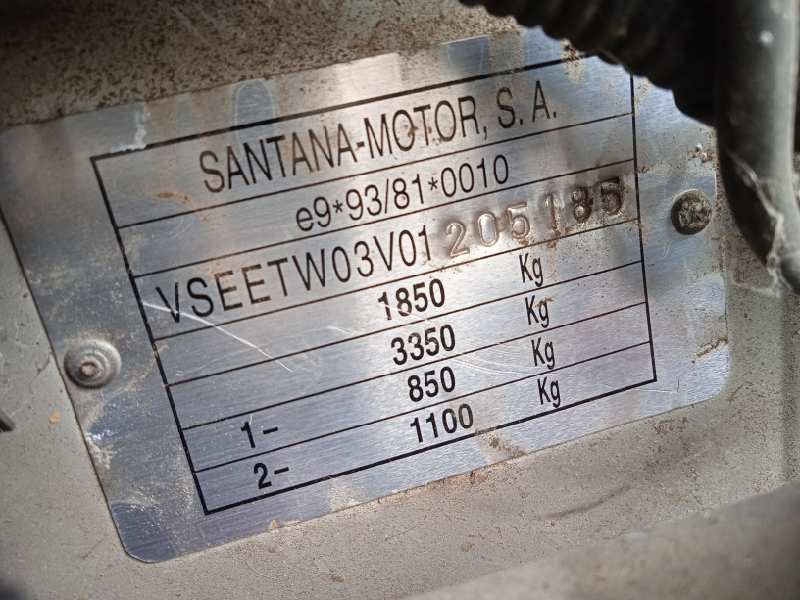 SANTANA-MOTOR, S.A.
e9*93/81*0010
VSEETW03V01205185
1850 Kg
3350 Kg
1- 850 Kg
2- 1100 Kg